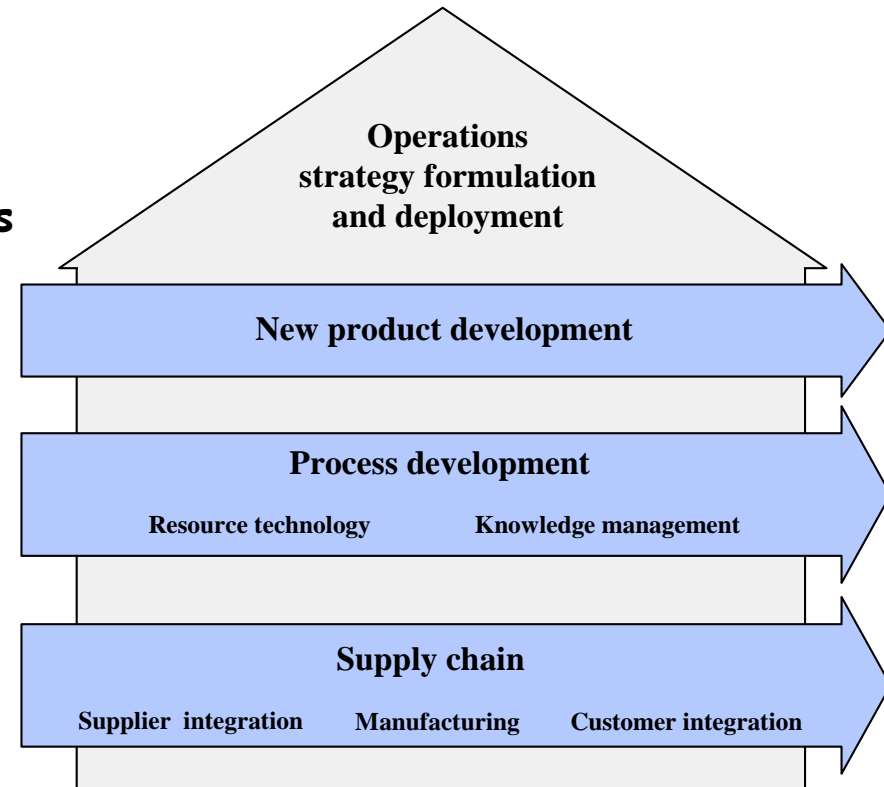 Operations
strategy formulation
and deployment
s
New product development
Process development
Resource technology Knowledge management
Supply chain
Supplier integration Manufacturing Customer integration